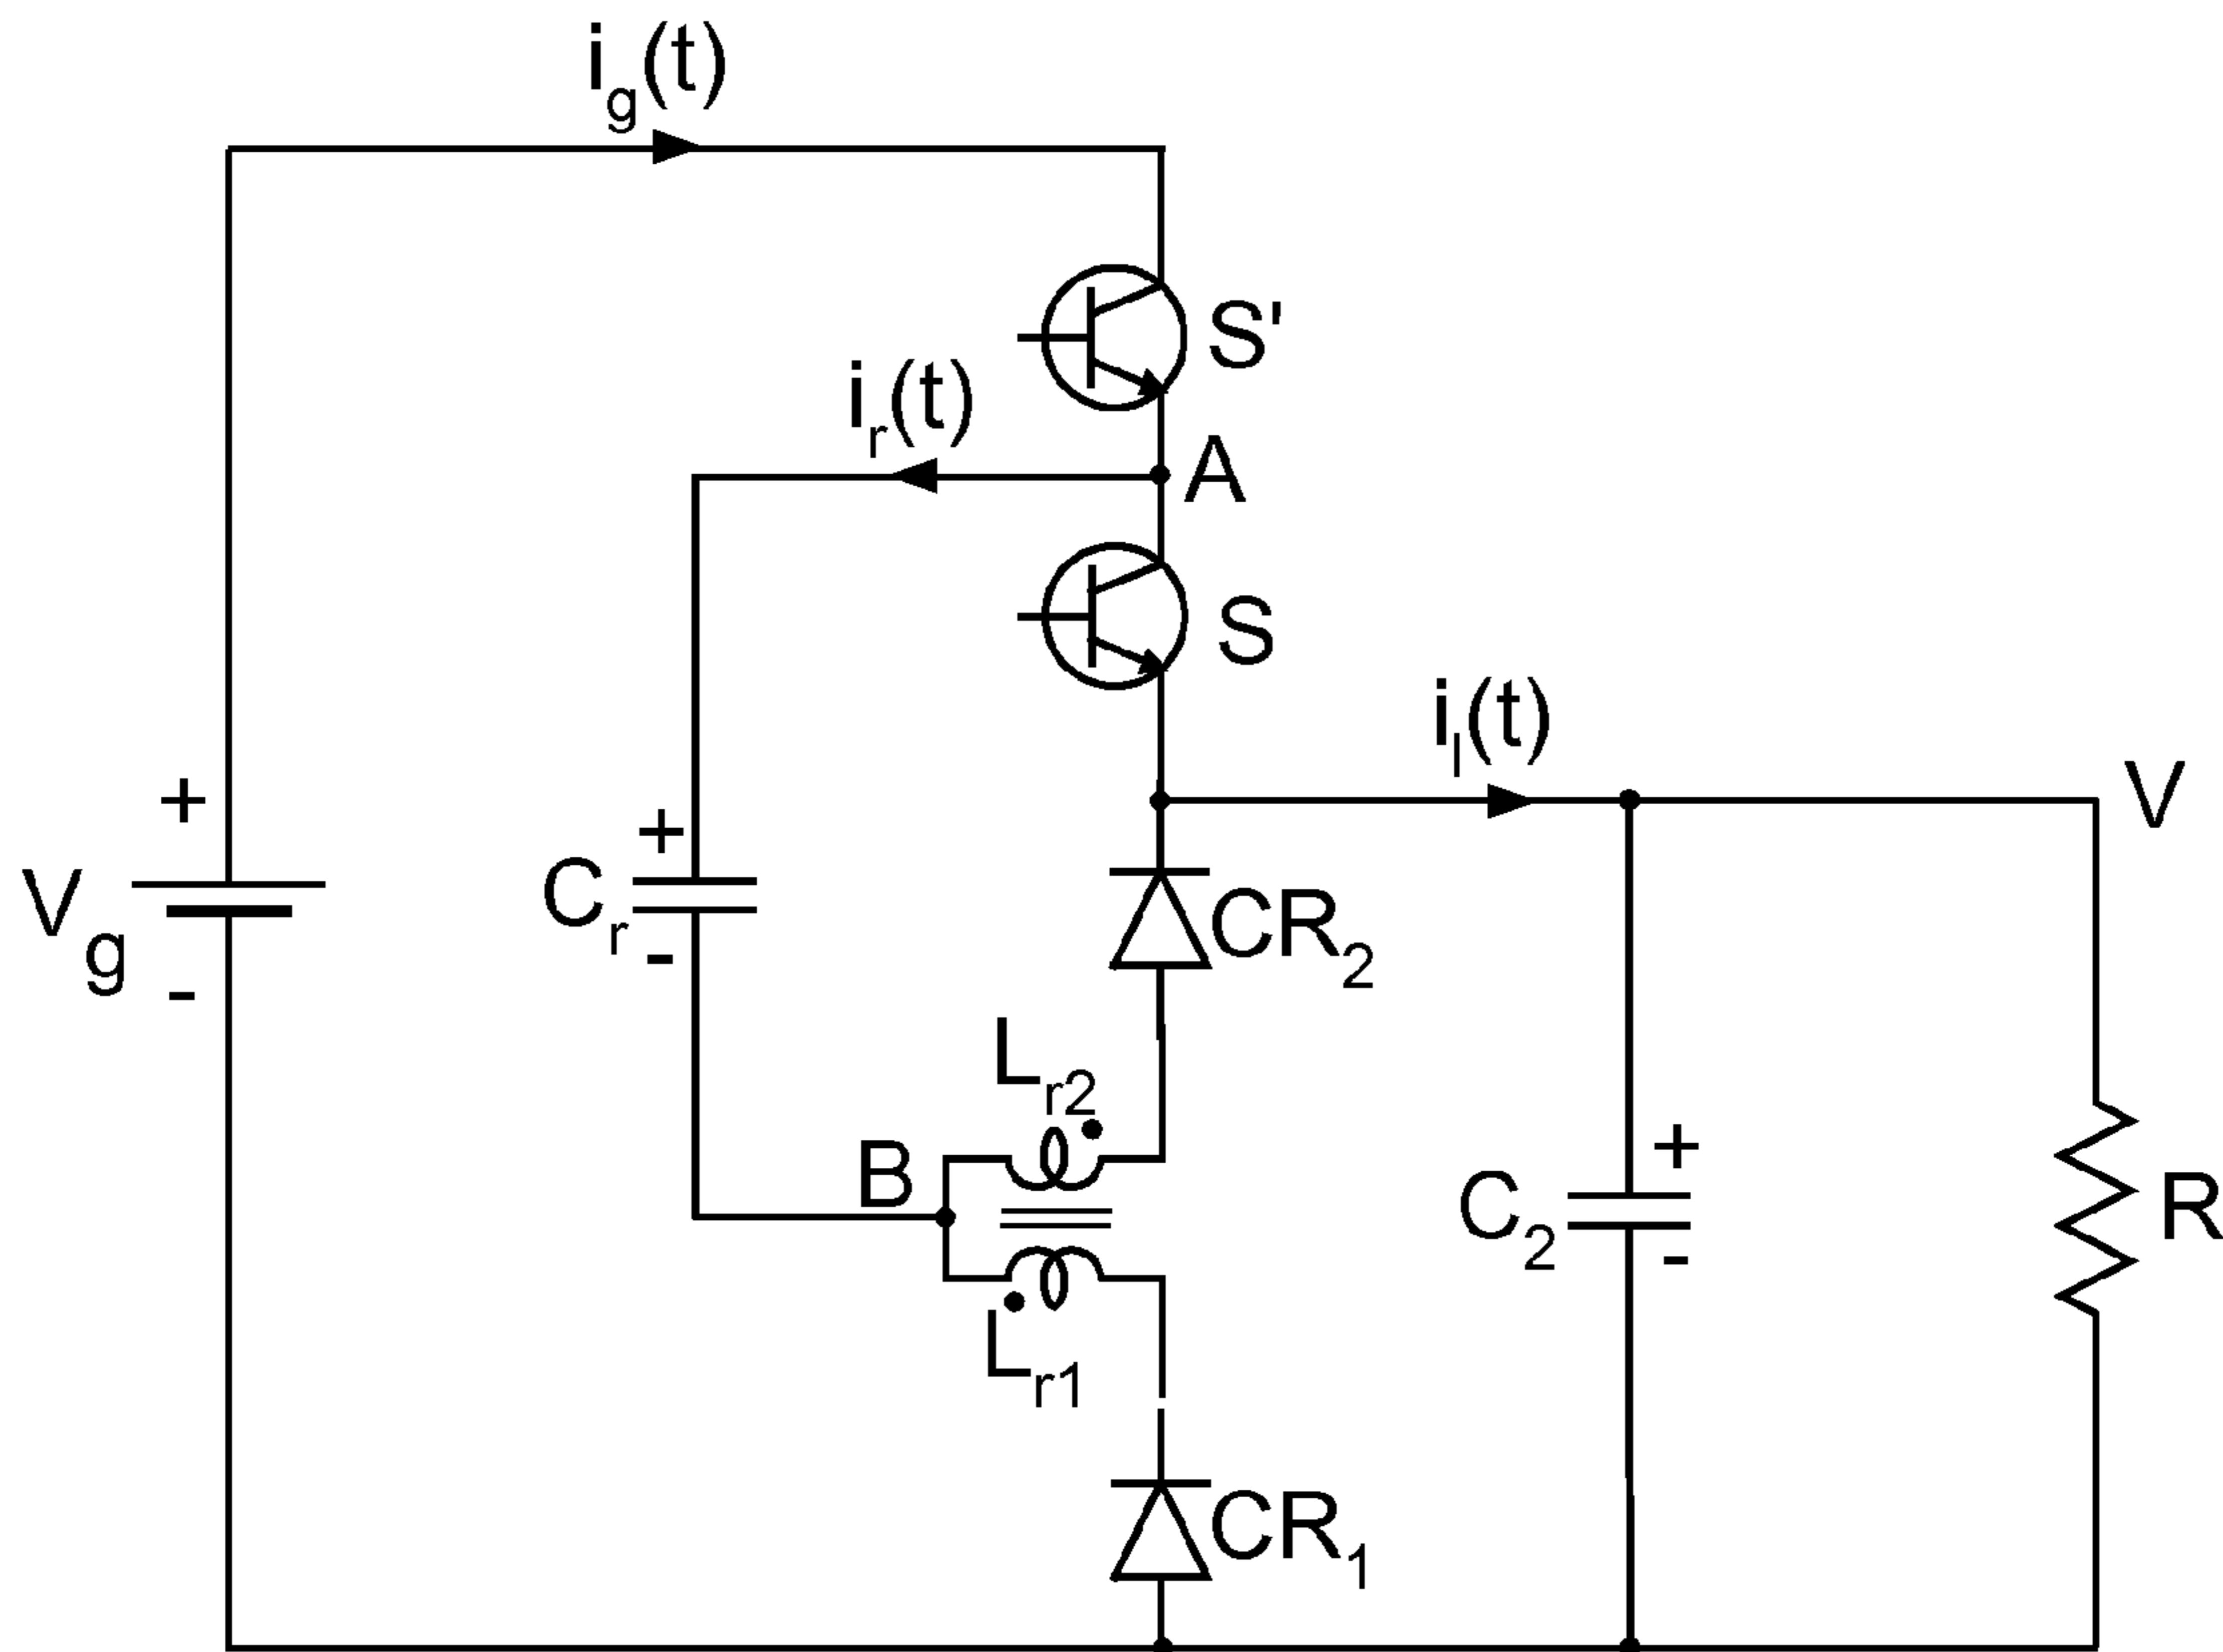 i_g(t)
S'
i_r(t)
A
S
i_l(t)
V
+
+
V_g
-
C_r
-
CR_2
L_r2
B
+
C_2
-
R
L_r1
CR_1